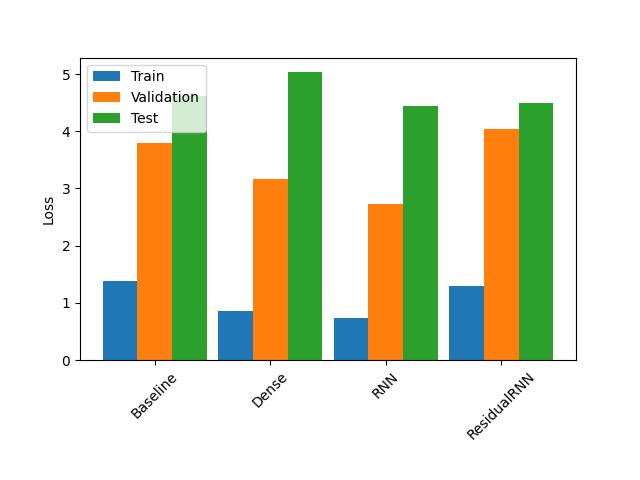 Train
Validation
Test
Loss
5
4
3
2
1
0
Baseline
Dense
RNN
ResidualRNN